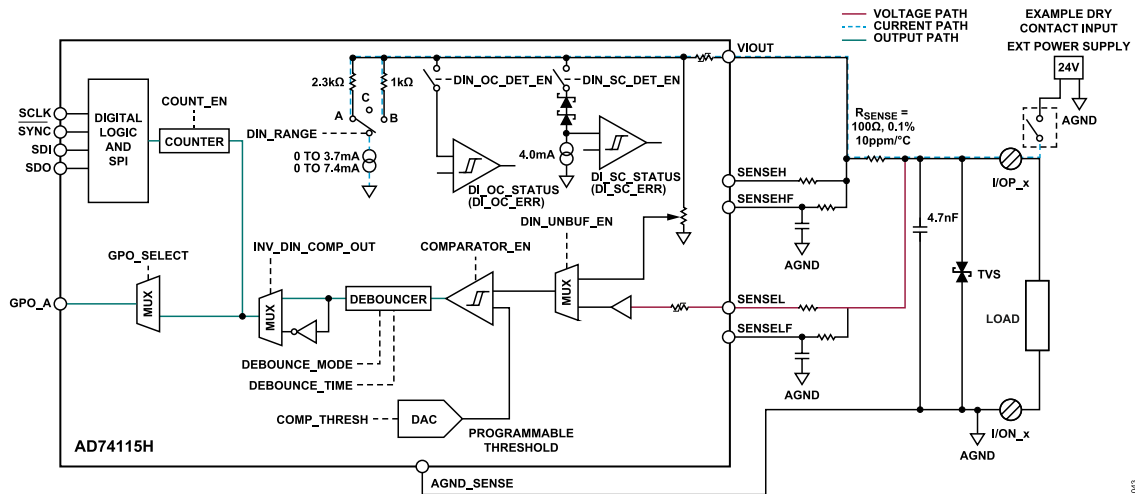 VOLTAGE PATH
CURRENT PATH
OUTPUT PATH
EXAMPLE DRY
CONTACT INPUT
EXT POWER SUPPLY
24V
AGND
VIOUT
2.3kΩ
1kΩ
DIN_OC_DET_EN
DIN_SC_DET_EN
C
A
B
COUNT_EN
SCLK
SYNC
SDI
SDO
DIGITAL
LOGIC
AND
SPI
COUNTER
DIN_RANGE
0 TO 3.7mA
0 TO 7.4mA
4.0mA
DI_OC_STATUS
(DI_OC_ERR)
DI_SC_STATUS
(DI_SC_ERR)
RSENSE =
100Ω, 0.1%
10ppm/°C
I/OP_x
SENSEH
SENSEHF
AGND
4.7nF
DIN_UNBUF_EN
INV_DIN_COMP_OUT
COMPARATOR_EN
GPO_SELECT
GPO_A
MUX
MUX
DEBOUNCER
MUX
SENSEL
SENSELF
TVS
LOAD
DEBOUNCE_MODE
DEBOUNCE_TIME
AGND
COMP_THRESH
DAC
PROGRAMMABLE
THRESHOLD
AD74115H
AGND
I/ON_x
AGND_SENSE
043